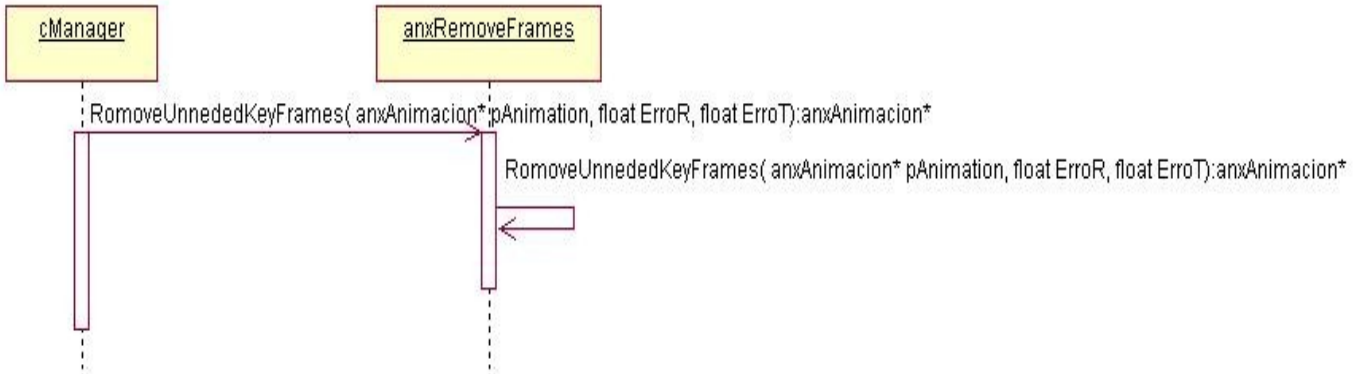 cManager
anxRemoveFrames
RomoveUnnededKeyFrames( anxAnimacion* pAnimation, float ErroR, float ErroT):anxAnimacion*
RomoveUnnededKeyFrames( anxAnimacion* pAnimation, float ErroR, float ErroT):anxAnimacion*